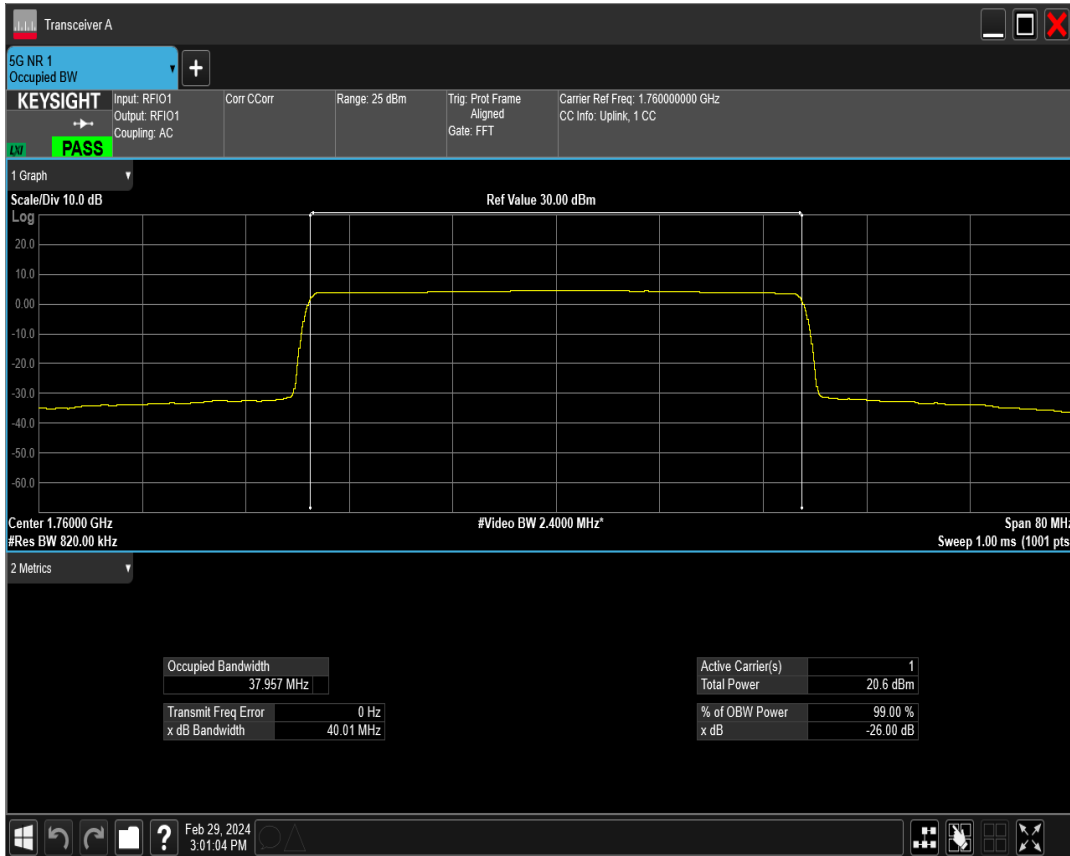 Transceiver A
5G NR 1
Occupied BW
+
KEYSIGHT
LXI
PASS
Input: RFIO1
Output: RFIO1
Coupling: AC
Corr CCorr
Range: 25 dBm
Trig: Prot Frame
Aligned
Gate: FFT
Carrier Ref Freq: 1.760000000 GHz
CC Info: Uplink, 1 CC
1 Graph
Scale/Div 10.0 dB
Ref Value 30.00 dBm
Log
20.0
10.0
0.00
-10.0
-20.0
-30.0
-40.0
-50.0
-60.0
Center 1.76000 GHz
#Video BW 2.4000 MHz*
Span 80 MHz
#Res BW 820.00 kHz
Sweep 1.00 ms (1001 pts
2 Metrics
Occupied Bandwidth
37.957 MHz
Transmit Freq Error 0 Hz
x dB Bandwidth 40.01 MHz
Active Carrier(s) 1
Total Power 20.6 dBm
% of OBW Power 99.00 %
x dB -26.00 dB
?
Feb 29, 2024
3:01:04 PM